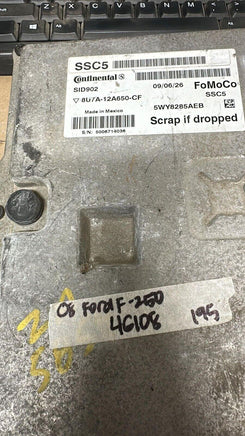 SSC5
Continental
SID902
09/06/26
FoMoCo
SSC5
8U7A-12A650-CF
Made in Mexico
5WY8285AEB
S/N:
Scrap if dropped
08 Ford F-250
46108
195